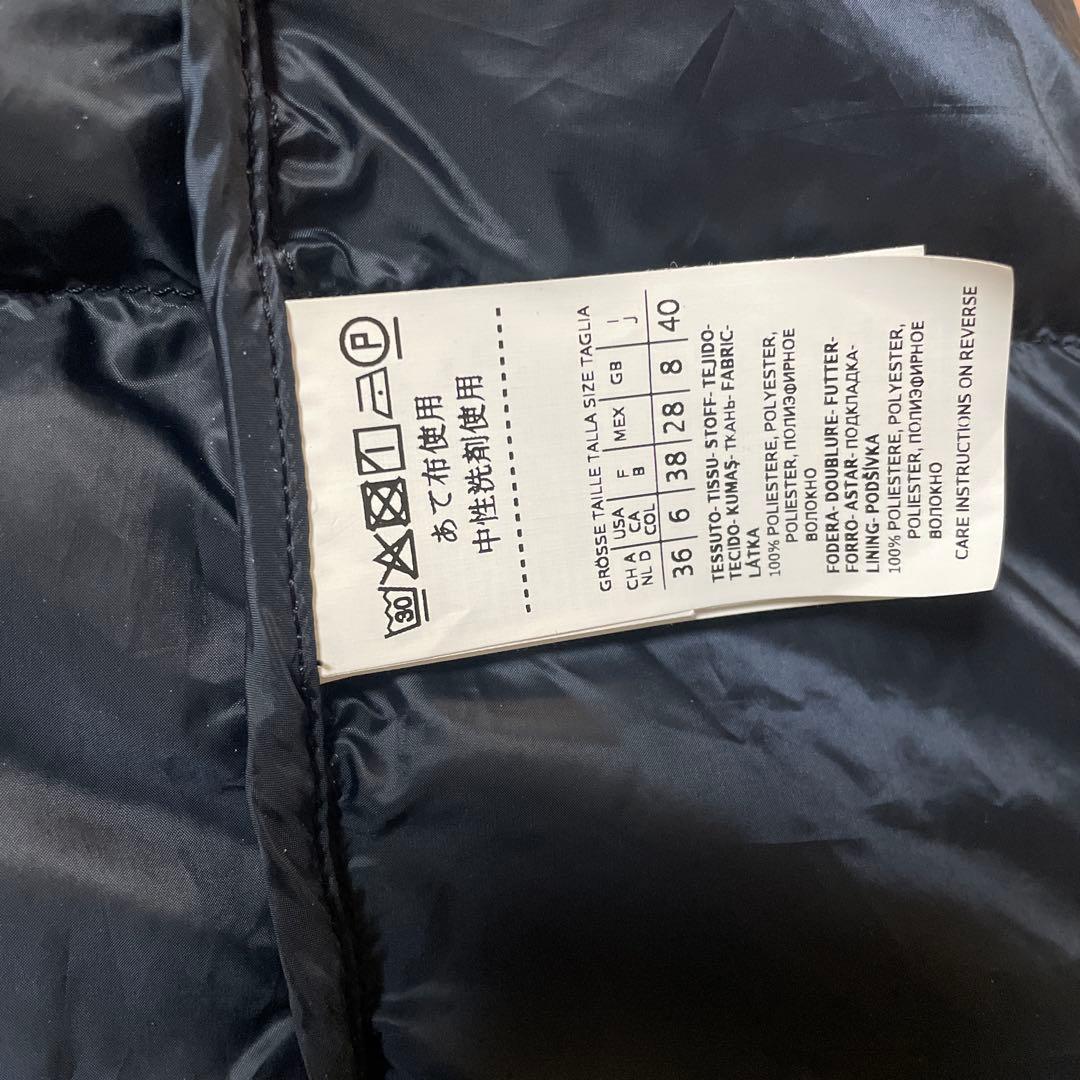 30
P
あて布使用
中性洗剤使用
GRÖSSE TAILLE TALLA SIZE TAGLIA
CH A USA F MEX GB I
NL D CA B J
COL
36 | 6 | 38 | 28 | 8 | 40
TESSUTO- TISSU- STOFF- TEJIDO-
TECIDO- KUMAŞ- ТКАНЬ- FABRIC-
LÁTKA
100% POLIESTERE, POLYESTER,
POLIESTER, ПОЛИЭФИРНОЕ
ВОЛОКНО
FODERA- DOUBLURE- FUTTER-
FORRO- ASTAR- ПОДКЛАДКА-
LINING- PODŠÍVKA
100% POLIESTERE, POLYESTER,
POLIESTER, ПОЛИЭФИРНОЕ
ВОЛОКНО
CARE INSTRUCTIONS ON REVERSE